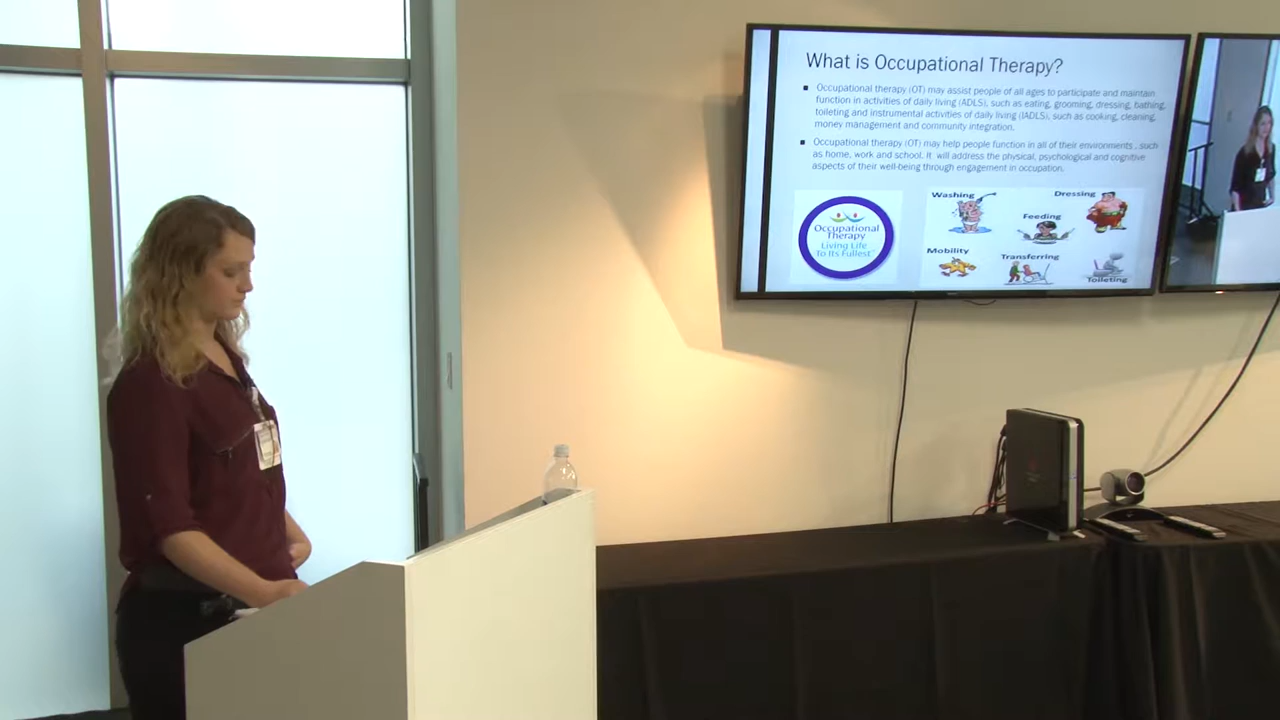 What is Occupational Therapy?
Occupational therapy (OT) may assist people of all ages to participate and maintain
function in activities of daily living (ADLS), such as eating, grooming, dressing, bathing,
toileting and instrumental activities of daily living (IADLS), such as cooking, cleaning,
money management and community integration.
Occupational therapy (OT) may help people function in all of their environments , such
as home, work and school. It will address the physical, psychological and cognitive
aspects of their well-being through engagement in occupation.
Occupational
Therapy
Living Life
To Its Fullest
Washing
Dressing
Feeding
Mobility
Transferring
Toileting